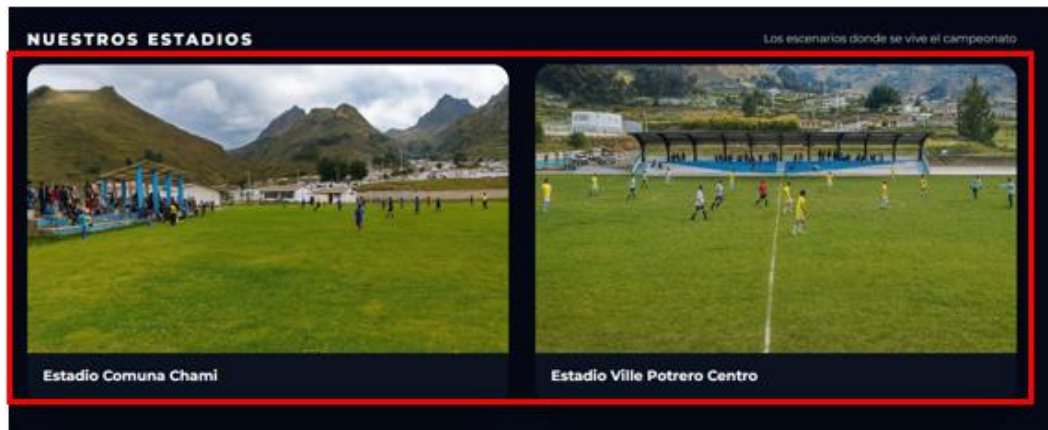 NUESTROS ESTADIOS
Los escenarios donde se vive el campeonato
Estadio Comuna Chami
Estadio Ville Potrero Centro